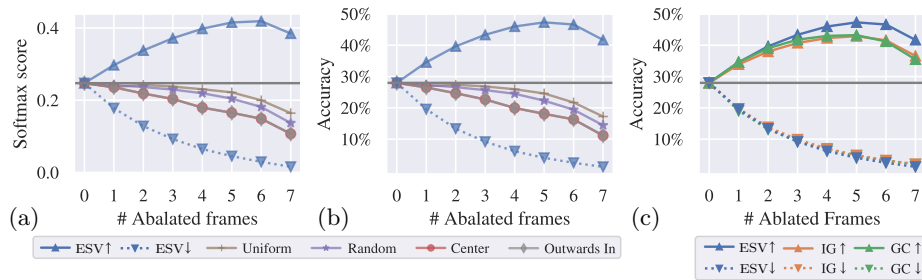 0.4
0.2
0.0
Softmax score
0 1 2 3 4 5 6 7
# Abalated frames
(a)
50%
40%
30%
20%
10%
Accuracy
0 1 2 3 4 5 6 7
# Abalated frames
(b)
ESV↑ ESV↓ Uniform Random Center Outwards In
50%
40%
30%
20%
10%
Accuracy
0 1 2 3 4 5 6 7
# Ablated Frames
(c)
ESV↑ IG↑ GC↑
ESV↓ IG↓ GC↓